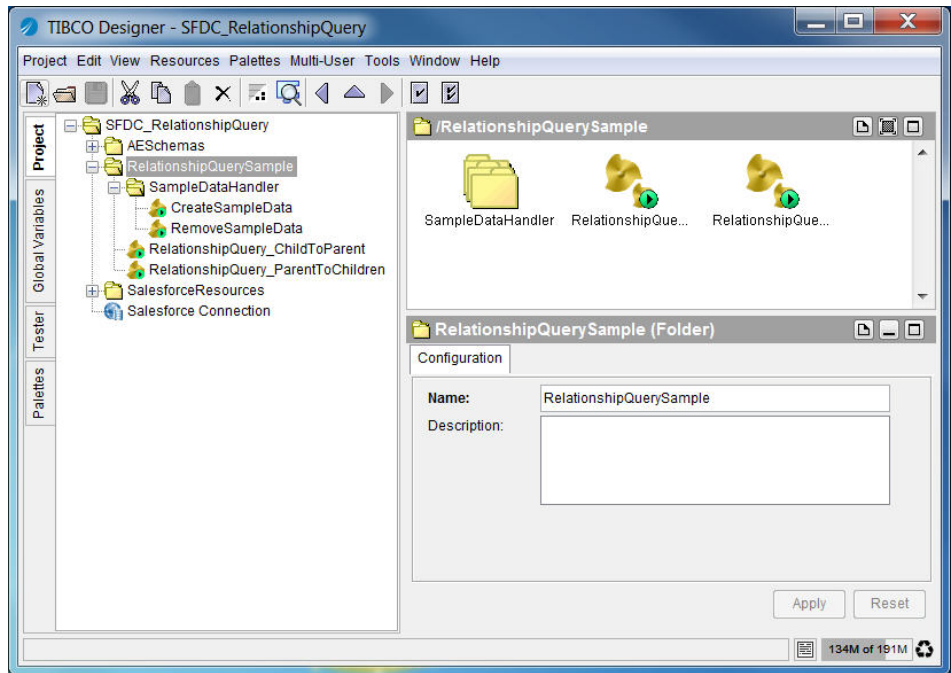 TIBCO Designer - SFDC_RelationshipQuery
Project Edit View Resources Palettes Multi-User Tools Window Help
Project
Global Variables
Tester
Palettes
SFDC_RelationshipQuery
AESchemas
RelationshipQuerySample
SampleDataHandler
CreateSampleData
RemoveSampleData
RelationshipQuery_ChildToParent
RelationshipQuery_ParentToChildren
SalesforceResources
Salesforce Connection
/RelationshipQuerySample
SampleDataHandler RelationshipQue... RelationshipQue...
RelationshipQuerySample (Folder)
Configuration
Name: RelationshipQuerySample
Description:
Apply Reset
134M of 191M